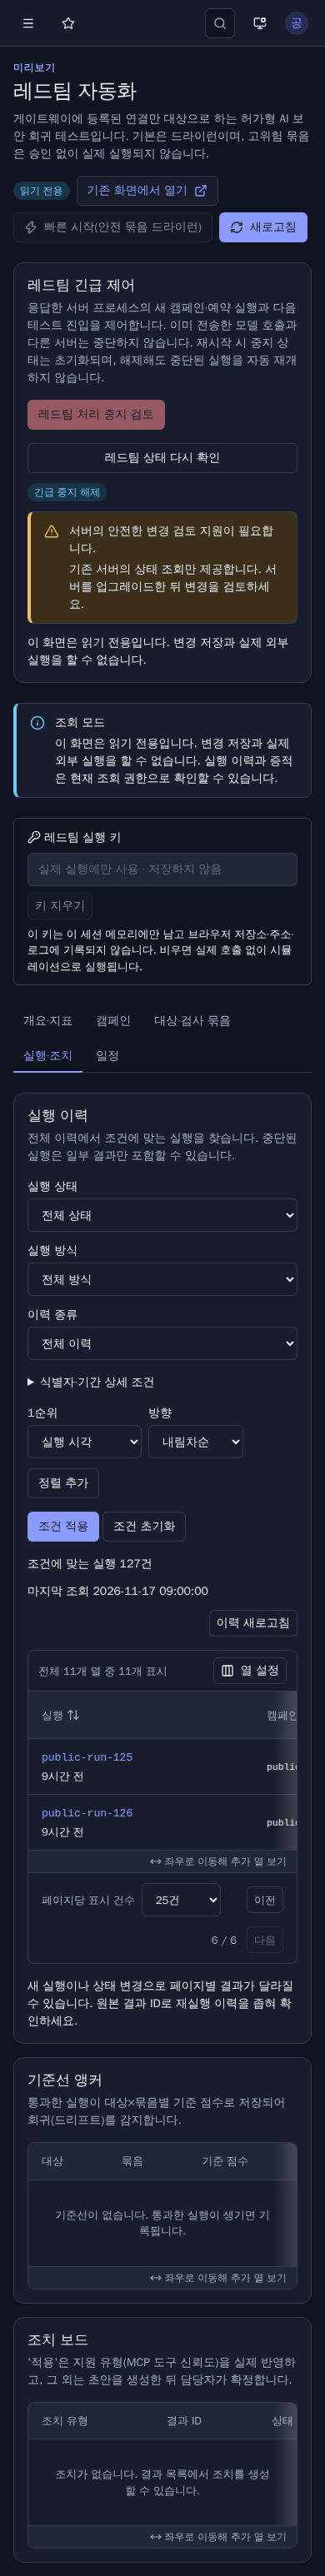 공
미리보기
레드팀 자동화
게이트웨이에 등록된 연결만 대상으로 하는 허가형 AI 보
안 회귀 테스트입니다. 기본은 드라이런이며, 고위험 묶음
은 승인 없이 실제 실행되지 않습니다.
읽기 전용
기존 화면에서 열기
빠른 시작(안전 묶음 드라이런)
새로고침
레드팀 긴급 제어
응답한 서버 프로세스의 새 캠페인·예약 실행과 다음
테스트 진입을 제어합니다. 이미 전송한 모델 호출과
다른 서버는 중단하지 않습니다. 재시작 시 중지 상
태는 초기화되며, 해제해도 중단된 실행을 자동 재개
하지 않습니다.
레드팀 처리 중지 검토
레드팀 상태 다시 확인
긴급 중지 해제
서버의 안전한 변경 검토 지원이 필요합
니다.
기존 서버의 상태 조회만 제공합니다. 서
버를 업그레이드한 뒤 변경을 검토하세
요.
이 화면은 읽기 전용입니다. 변경 저장과 실제 외부
실행을 할 수 없습니다.
조회 모드
이 화면은 읽기 전용입니다. 변경 저장과 실제
외부 실행을 할 수 없습니다. 실행 이력과 증적
은 현재 조회 권한으로 확인할 수 있습니다.
레드팀 실행 키
실제 실행에만 사용 · 저장하지 않음
키 지우기
이 키는 이 세션 메모리에만 남고 브라우저 저장소·주소·
로그에 기록되지 않습니다. 비우면 실제 호출 없이 시뮬
레이션으로 실행됩니다.
개요·지표
캠페인
대상·검사 묶음
실행·조치
일정
실행 이력
전체 이력에서 조건에 맞는 실행을 찾습니다. 중단된
실행은 일부 결과만 포함할 수 있습니다.
실행 상태
전체 상태
실행 방식
전체 방식
이력 종류
전체 이력
식별자·기간 상세 조건
1순위
방향
실행 시각
내림차순
정렬 추가
조건 적용
조건 초기화
조건에 맞는 실행 127건
마지막 조회 2026-11-17 09:00:00
이력 새로고침
전체 11개 열 중 11개 표시
열 설정
실행
캠페인
public-run-125
9시간 전
public
public-run-126
9시간 전
public
좌우로 이동해 추가 열 보기
페이지당 표시 건수
25건
이전
6 / 6
다음
새 실행이나 상태 변경으로 페이지별 결과가 달라질
수 있습니다. 원본 결과 ID로 재실행 이력을 좁혀 확
인하세요.
기준선 앵커
통과한 실행이 대상×묶음별 기준 점수로 저장되어
회귀(드리프트)를 감지합니다.
대상
묶음
기준 점수
기준선이 없습니다. 통과한 실행이 생기면 기
록됩니다.
좌우로 이동해 추가 열 보기
조치 보드
'적용'은 지원 유형(MCP 도구 신뢰도)을 실제 반영하
고, 그 외는 초안을 생성한 뒤 담당자가 확정합니다.
조치 유형
결과 ID
상태
조치가 없습니다. 결과 목록에서 조치를 생성
할 수 있습니다.
좌우로 이동해 추가 열 보기